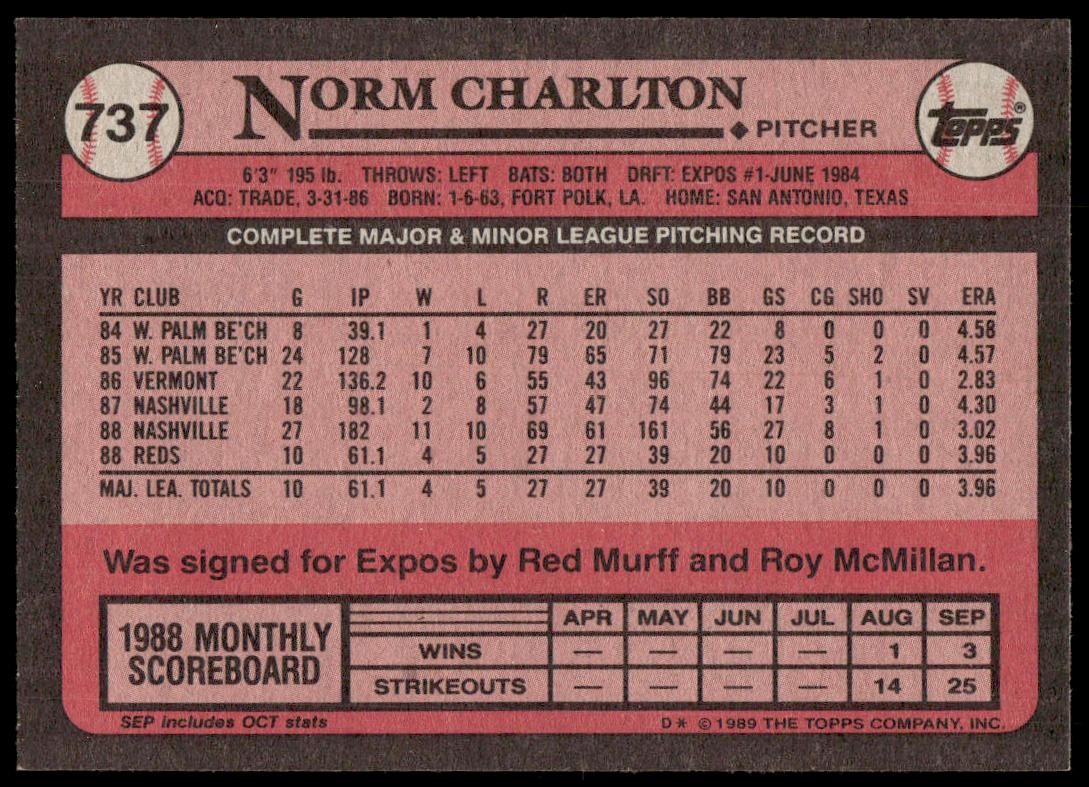 737
NORM CHARLTON
◆ PITCHER
Topps®
6'3" 195 lb. THROWS: LEFT BATS: BOTH DRFT: EXPOS #1-JUNE 1984
ACQ: TRADE, 3-31-86 BORN: 1-6-63, FORT POLK, LA. HOME: SAN ANTONIO, TEXAS
COMPLETE MAJOR & MINOR LEAGUE PITCHING RECORD
YR CLUB G IP W L R ER SO BB GS CG SHO SV ERA
84 W. PALM BE'CH 8 39.1 1 4 27 20 27 22 8 0 0 0 4.58
85 W. PALM BE'CH 24 128 7 10 79 65 71 79 23 5 2 0 4.57
86 VERMONT 22 136.2 10 6 55 43 96 74 22 6 1 0 2.83
87 NASHVILLE 18 98.1 2 8 57 47 74 44 17 3 1 0 4.30
88 NASHVILLE 27 182 11 10 69 61 161 56 27 8 1 0 3.02
88 REDS 10 61.1 4 5 27 27 39 20 10 0 0 0 3.96
MAJ. LEA. TOTALS 10 61.1 4 5 27 27 39 20 10 0 0 0 3.96
Was signed for Expos by Red Murff and Roy McMillan.
1988 MONTHLY SCOREBOARD
APR MAY JUN JUL AUG SEP
WINS — — — — 1 3
STRIKEOUTS — — — — 14 25
SEP includes OCT stats
D* © 1989 THE TOPPS COMPANY, INC.